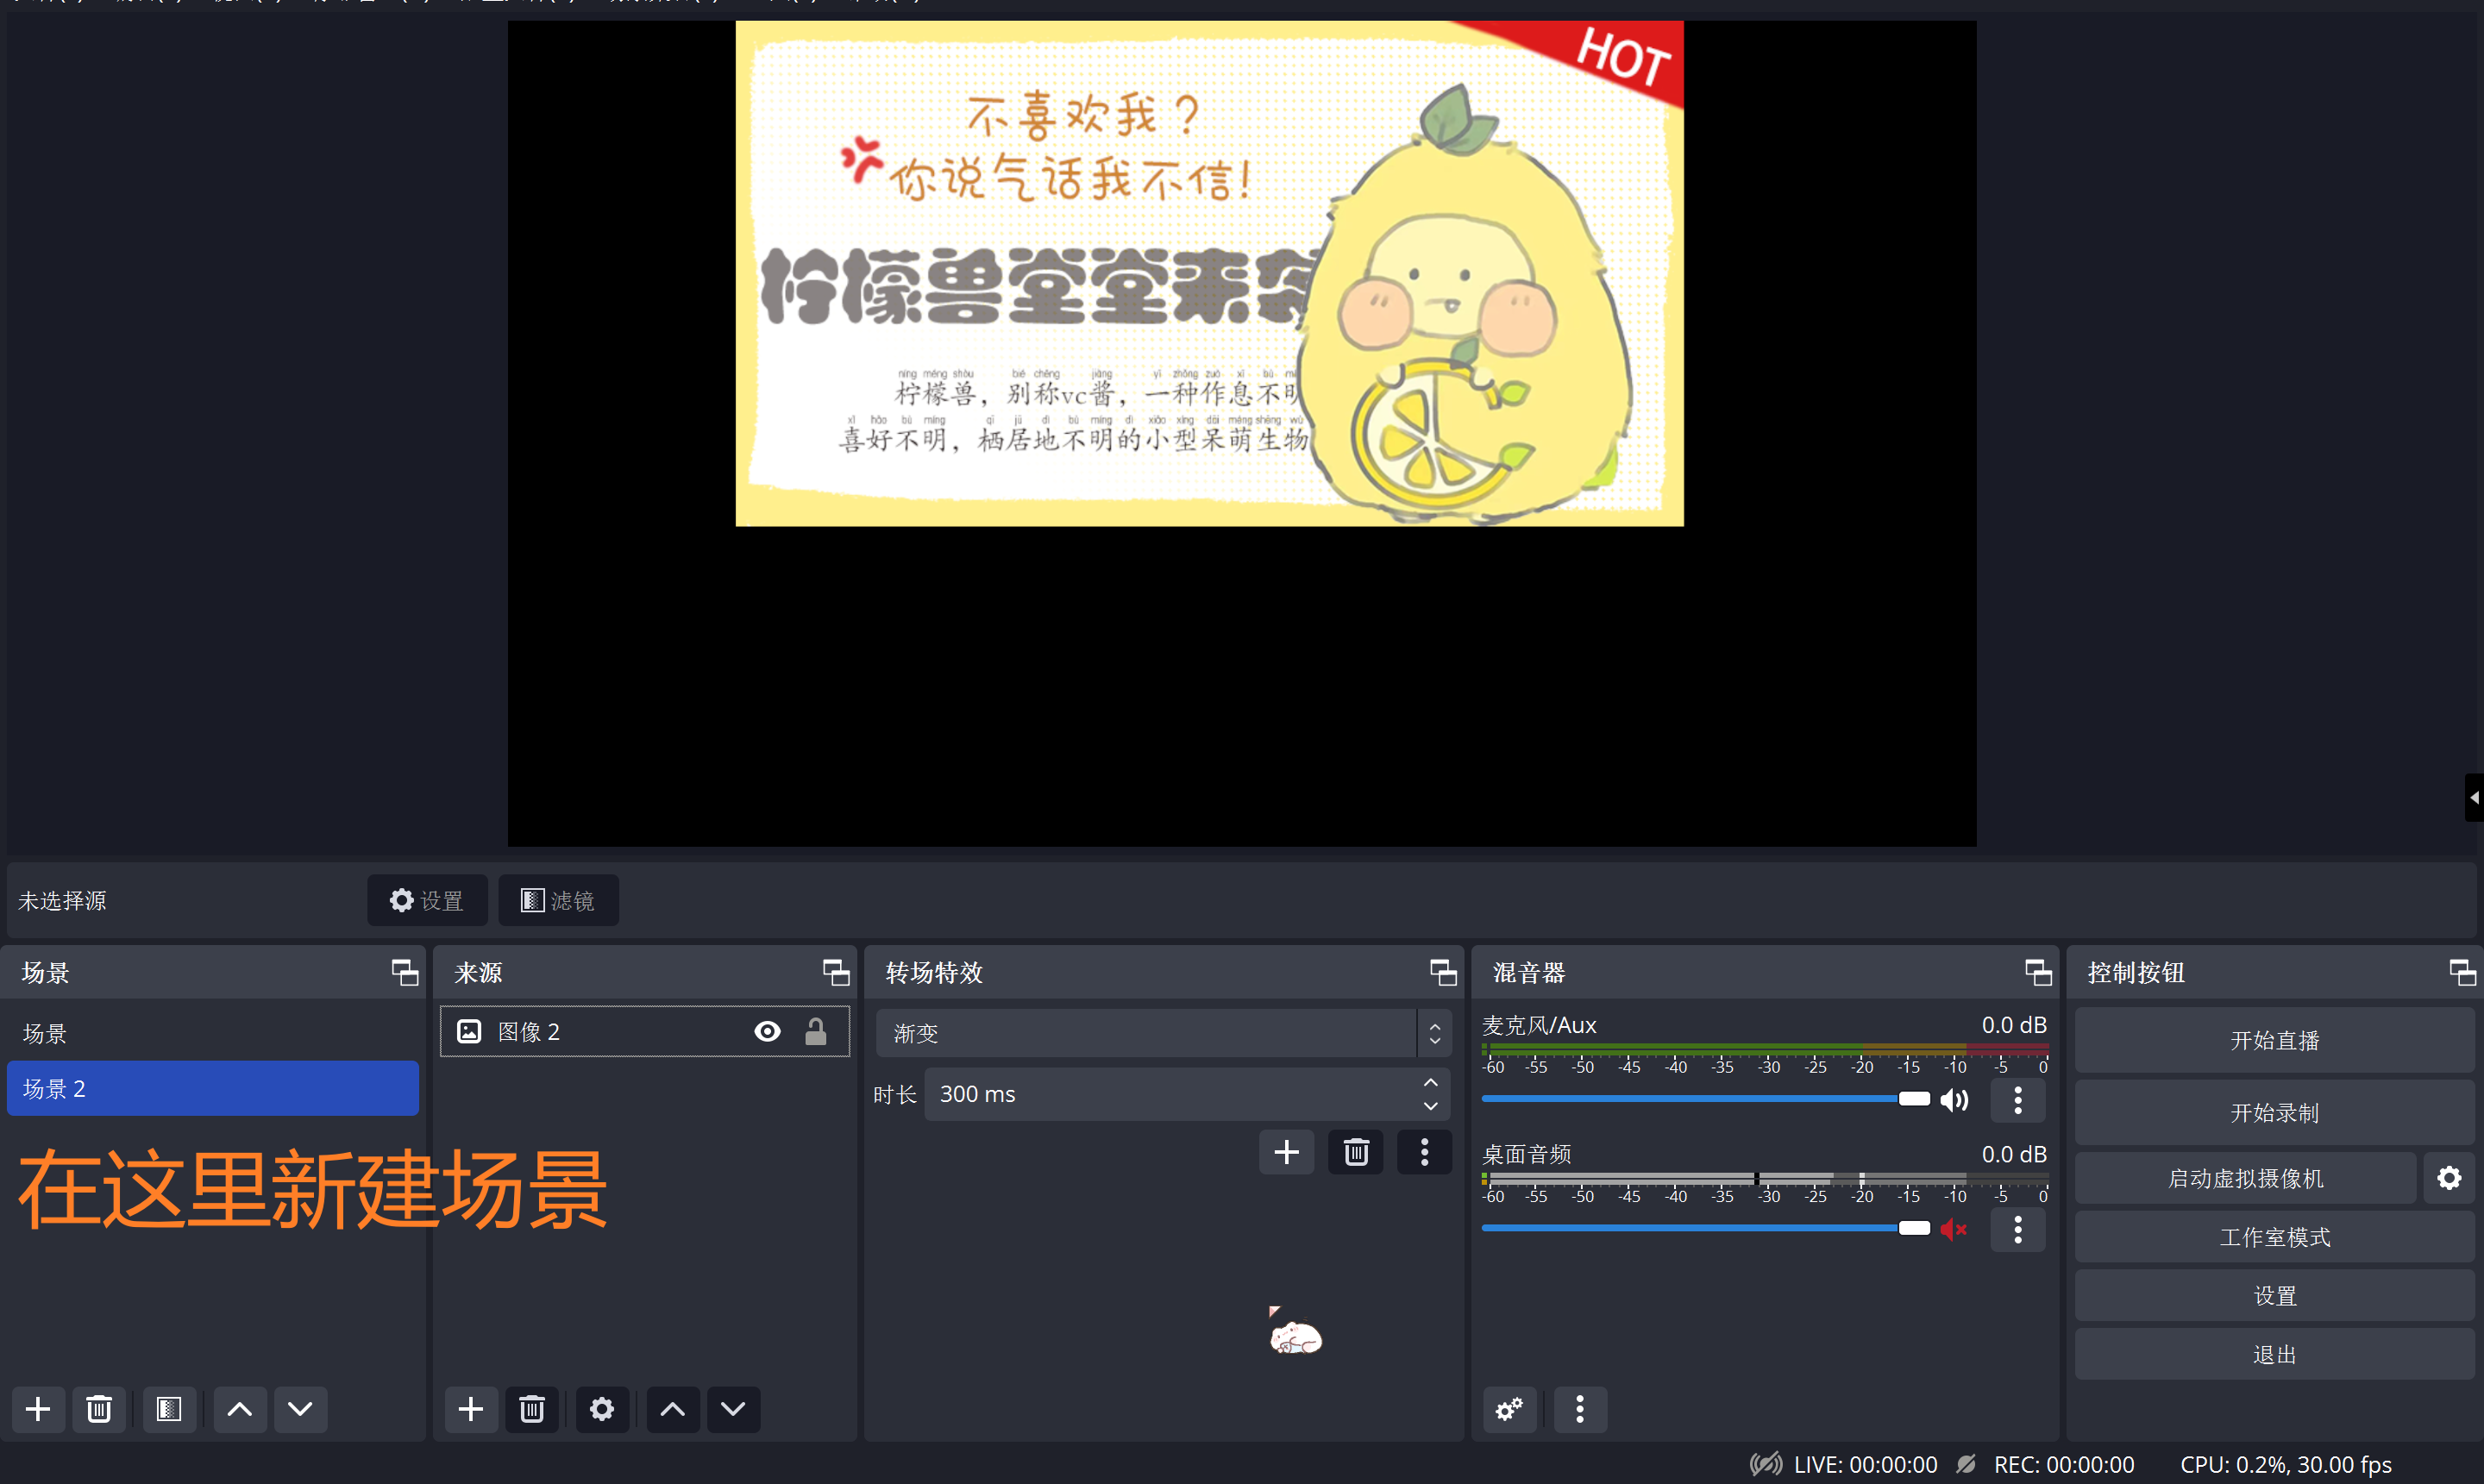 HOT
不喜欢我？
你说气话我不信！
柠檬兽堂堂来
níng méng shòu bié chēng jiàng yī zhǒng zuò xī bù
柠檬兽，别称vc酱，一种作息不明
xǐ hào bù míng qī jū dì bù míng dí xiǎo xíng dāi méng shēng wù
喜好不明，栖居地不明的小型呆萌生物
未选择源 设置 滤镜
场景 来源 转场特效 混音器 控制按钮
场景
场景 2
在这里新建场景
图像 2
渐变
时长 300 ms
麦克风/Aux 0.0 dB
-60 -55 -50 -45 -40 -35 -30 -25 -20 -15 -10 -5 0
桌面音频 0.0 dB
-60 -55 -50 -45 -40 -35 -30 -25 -20 -15 -10 -5 0
开始直播
开始录制
启动虚拟摄像机
工作室模式
设置
退出
LIVE: 00:00:00 REC: 00:00:00 CPU: 0.2%, 30.00 fps